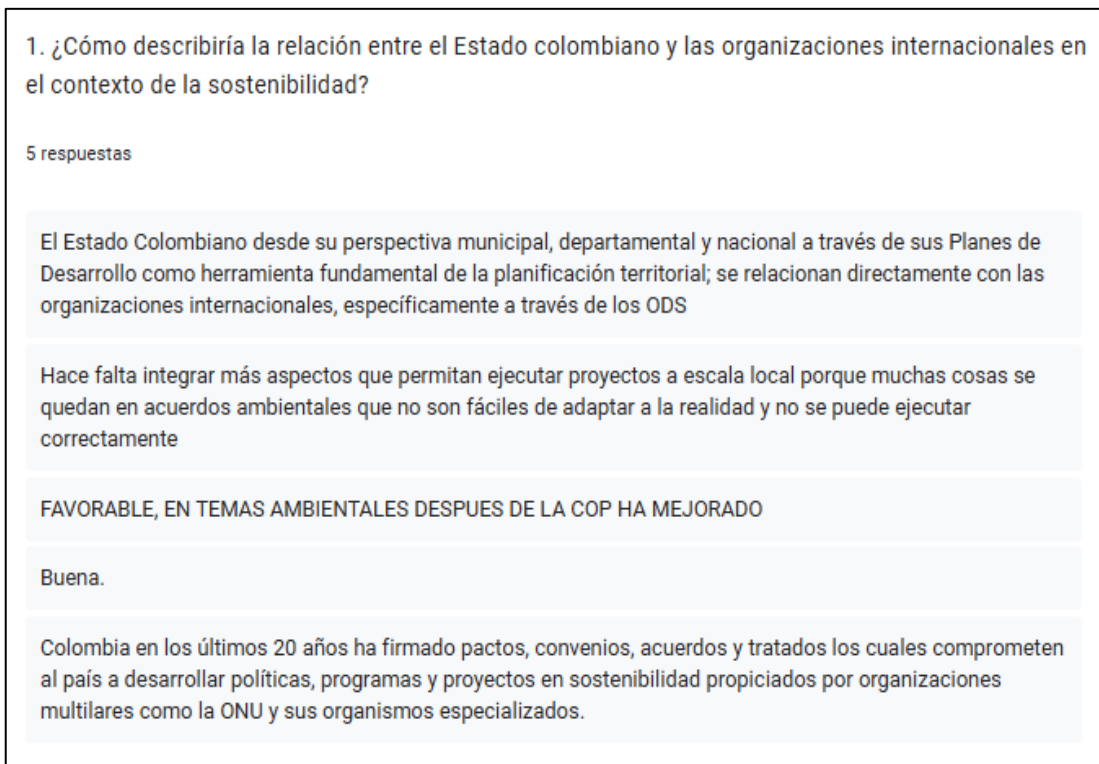 1. ¿Cómo describiría la relación entre el Estado colombiano y las organizaciones internacionales en
el contexto de la sostenibilidad?
5 respuestas
El Estado Colombiano desde su perspectiva municipal, departamental y nacional a través de sus Planes de
Desarrollo como herramienta fundamental de la planificación territorial; se relacionan directamente con las
organizaciones internacionales, específicamente a través de los ODS
Hace falta integrar más aspectos que permitan ejecutar proyectos a escala local porque muchas cosas se
quedan en acuerdos ambientales que no son fáciles de adaptar a la realidad y no se puede ejecutar
correctamente
FAVORABLE, EN TEMAS AMBIENTALES DESPUES DE LA COP HA MEJORADO
Buena.
Colombia en los últimos 20 años ha firmado pactos, convenios, acuerdos y tratados los cuales comprometen
al país a desarrollar políticas, programas y proyectos en sostenibilidad propiciados por organizaciones
multilares como la ONU y sus organismos especializados.